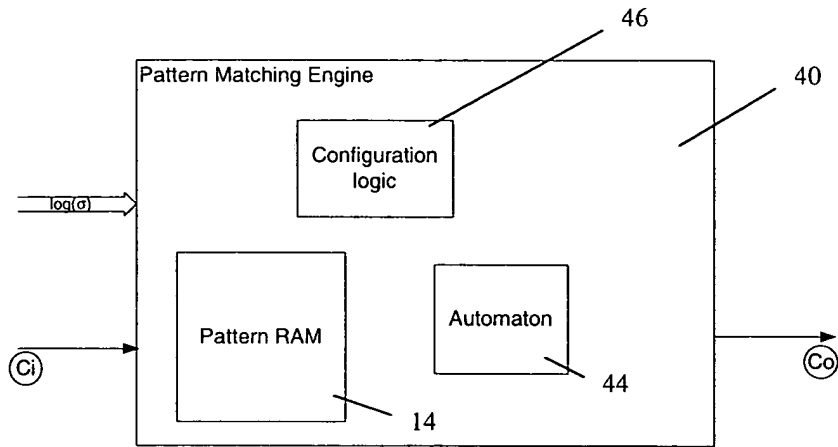 46
Pattern Matching Engine
40
Configuration
logic
log(σ)
Pattern RAM
Automaton
Ci
Co
44
14